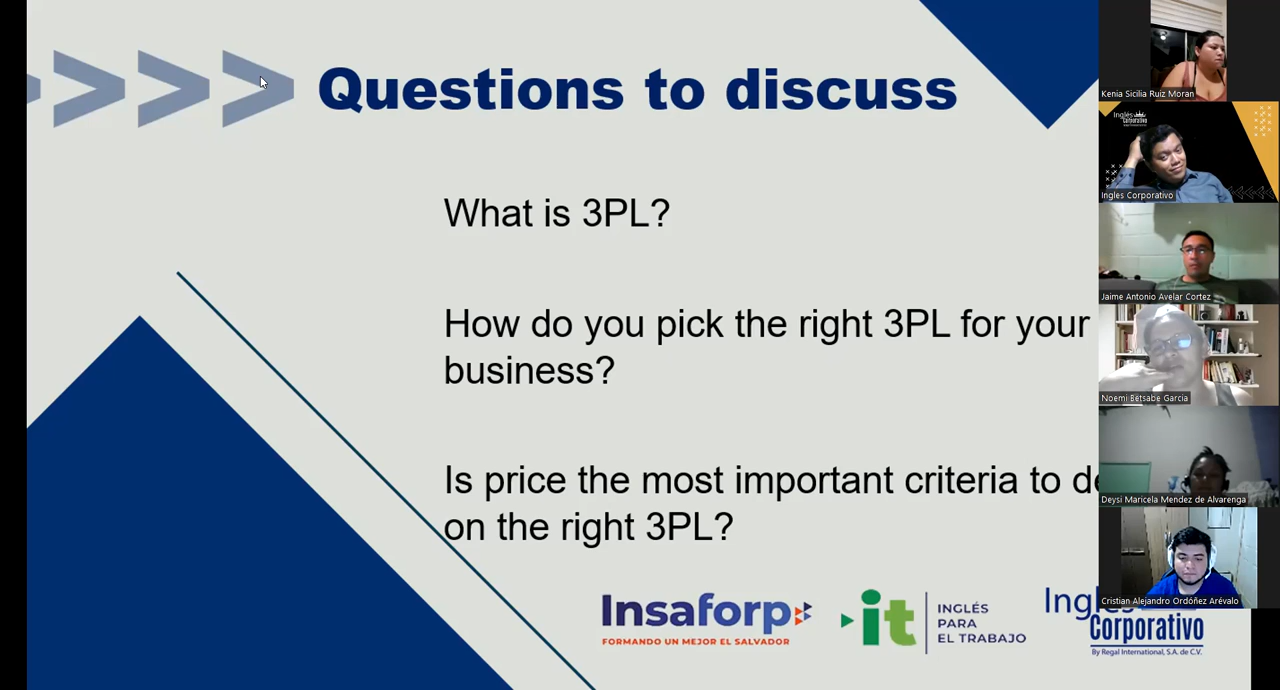 Questions to discuss
What is 3PL?
How do you pick the right 3PL for your
business?
Is price the most important criteria to
on the right 3PL?
Insaforp
FORMANDO UN MEJOR EL SALVADOR
it
INGLÉS
PARA
EL TRABAJO
Corporativo
By Regal International, S.A. de C.V.
Kenia Sicilia Ruiz Moran
Inglés
Corporativo
Ingles Corporativo
Jaime Antonio Avelar Cortez
Noemi Betsabe Garcia
Deysi Maricela Mendez de Alvarenga
Cristian Alejandro Ordóñez Arévalo